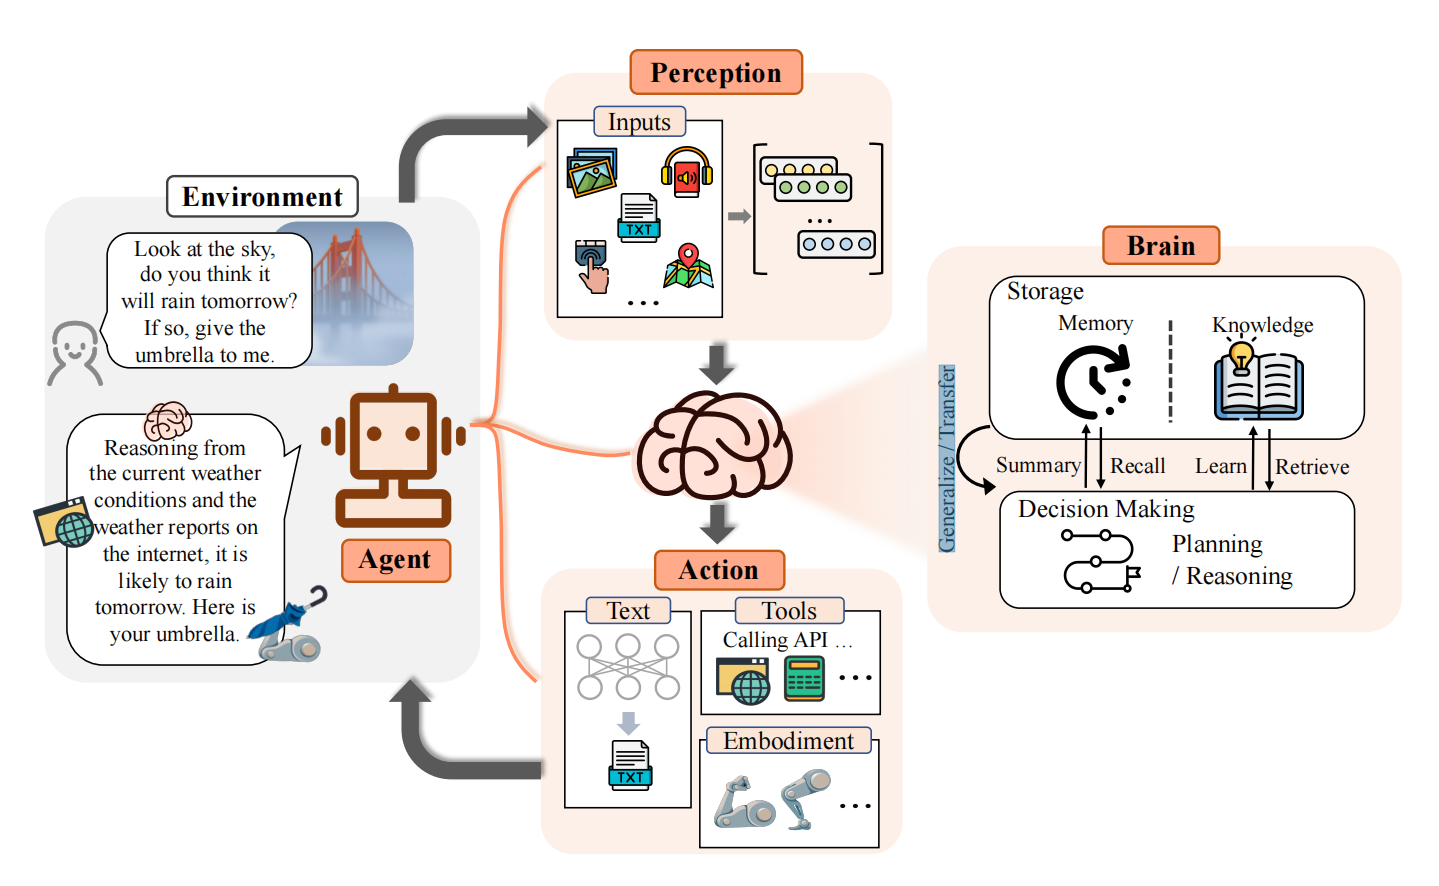 Perception
Inputs
TXT
...
...
Environment
Look at the sky,
do you think it
will rain tomorrow?
If so, give the
umbrella to me.
Reasoning from
the current weather
conditions and the
weather reports on
the internet, it is
likely to rain
tomorrow. Here is
your umbrella.
Agent
Brain
Storage
Memory
Knowledge
Generalize / Transfer
Summary
Recall
Learn
Retrieve
Decision Making
Planning
/ Reasoning
Action
Text
TXT
Tools
Calling API ...
...
Embodiment
...